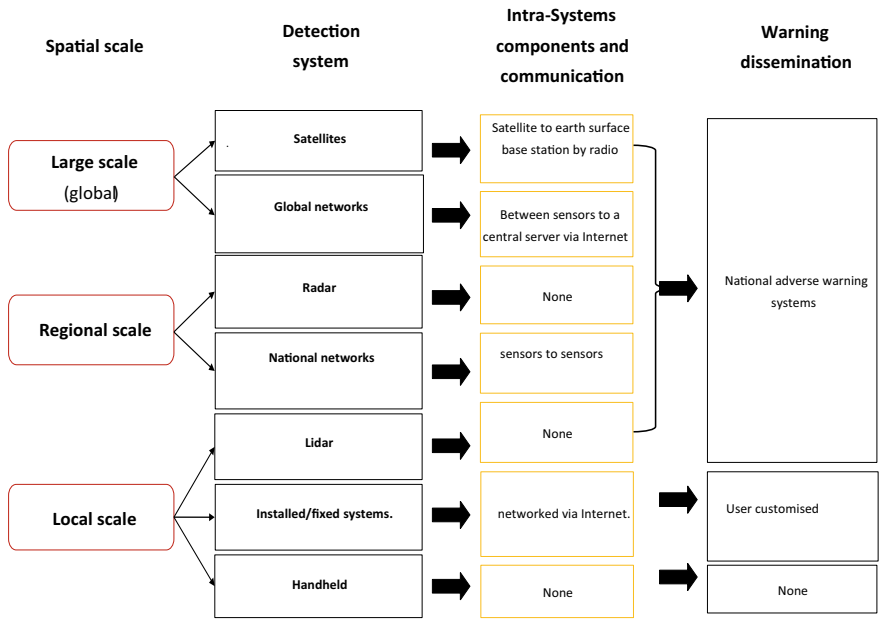 Spatial scale
Detection
system
Intra-Systems
components and
communication
Warning
dissemination
Large scale
(global)
Satellites
.
Satellite to earth surface
base station by radio
Global networks
Between sensors to a
central server via Internet
Regional scale
Radar
None
National networks
sensors to sensors
National adverse warning
systems
Local scale
Lidar
None
Installed/fixed systems.
networked via Internet.
User customised
Handheld
None
None